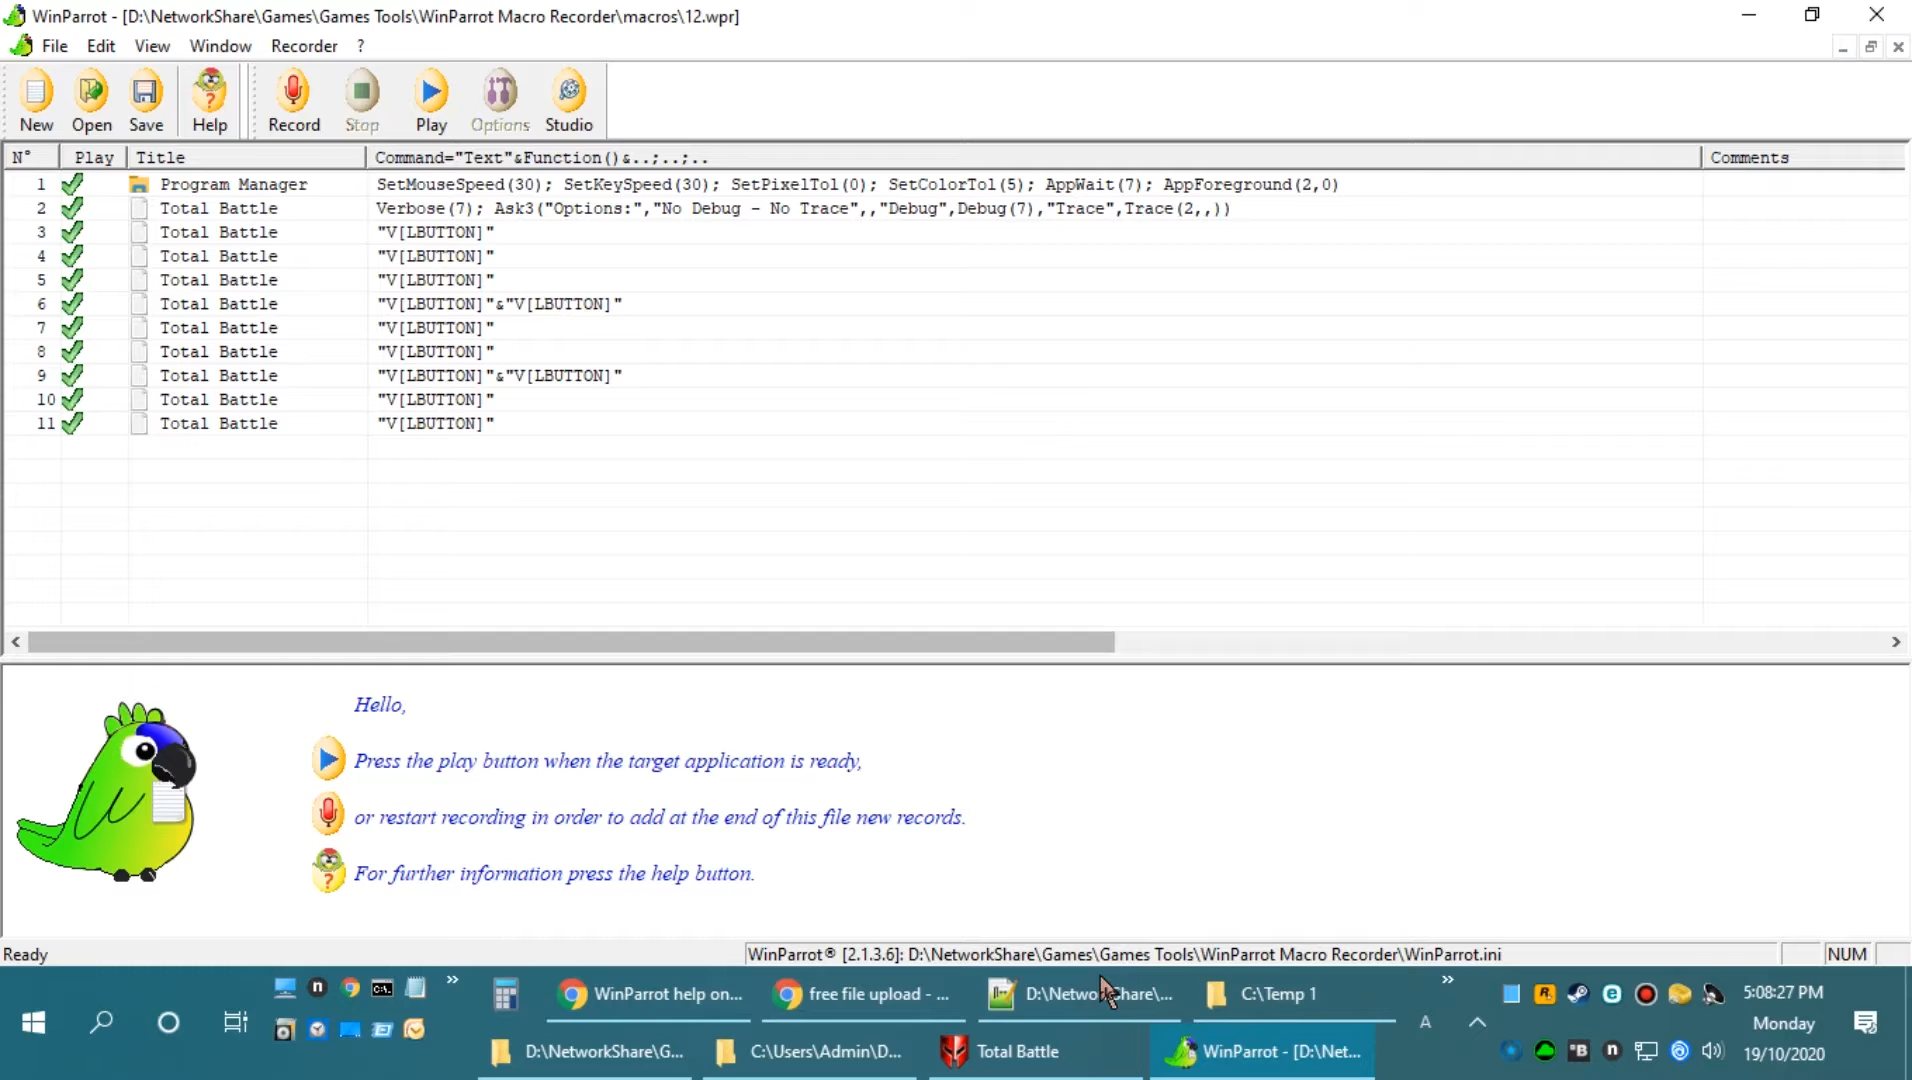 WinParrot - [D:\NetworkShare\Games\Games Tools\WinParrot Macro Recorder\macros\12.wpr]
File Edit View Window Recorder ?
New Open Save Help Record Stop Play Options Studio
N° Play Title Command="Text"&Function()&..;..;.. Comments
1 Program Manager SetMouseSpeed(30); SetKeySpeed(30); SetPixelTol(0); SetColorTol(5); AppWait(7); AppForeground(2,0)
2 Total Battle Verbose(7); Ask3("Options:","No Debug - No Trace",,"Debug",Debug(7),"Trace",Trace(2,,))
3 Total Battle "V[LBUTTON]"
4 Total Battle "V[LBUTTON]"
5 Total Battle "V[LBUTTON]"
6 Total Battle "V[LBUTTON]"&"V[LBUTTON]"
7 Total Battle "V[LBUTTON]"
8 Total Battle "V[LBUTTON]"
9 Total Battle "V[LBUTTON]"&"V[LBUTTON]"
10 Total Battle "V[LBUTTON]"
11 Total Battle "V[LBUTTON]"
Hello,
Press the play button when the target application is ready,
or restart recording in order to add at the end of this file new records.
For further information press the help button.
Ready WinParrot® [2.1.3.6]: D:\NetworkShare\Games\Games Tools\WinParrot Macro Recorder\WinParrot.ini NUM
WinParrot help on... free file upload - ... D:\NetworkShare\... C:\Temp 1 5:08:27 PM
A Monday
D:\NetworkShare\G... C:\Users\Admin\D... Total Battle WinParrot - [D:\Net... 19/10/2020